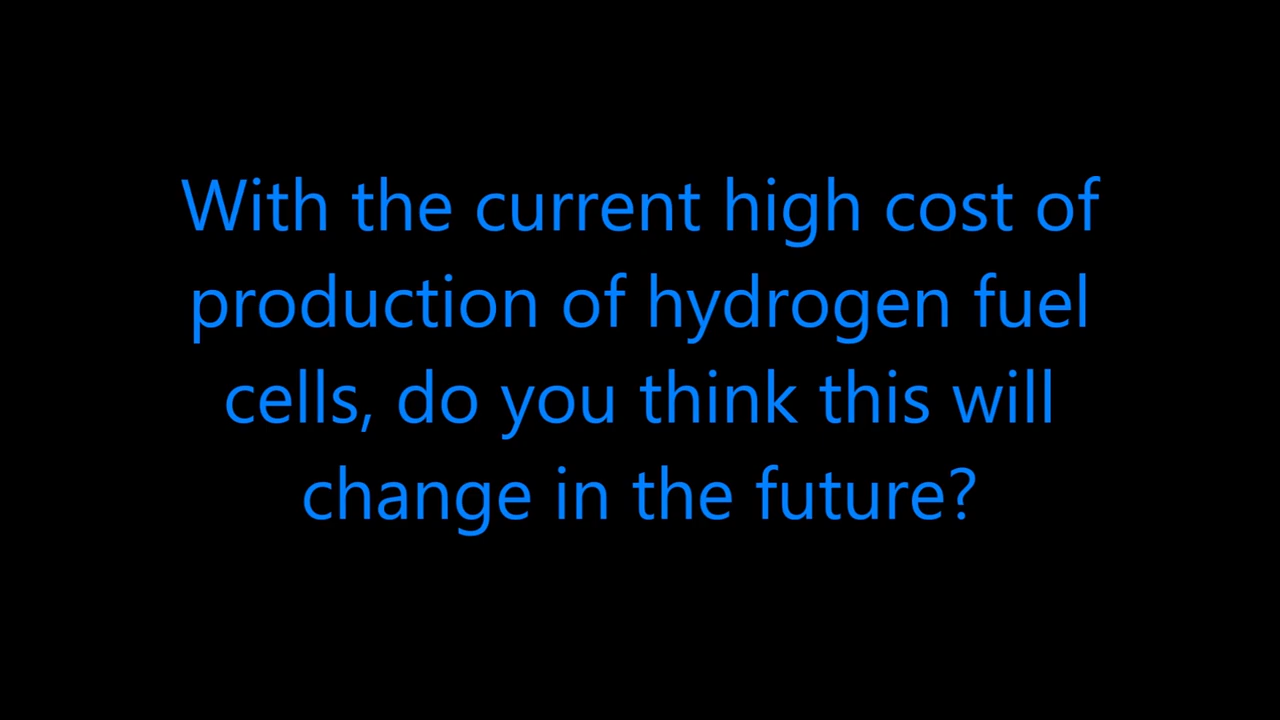 With the current high cost of
production of hydrogen fuel
cells, do you think this will
change in the future?